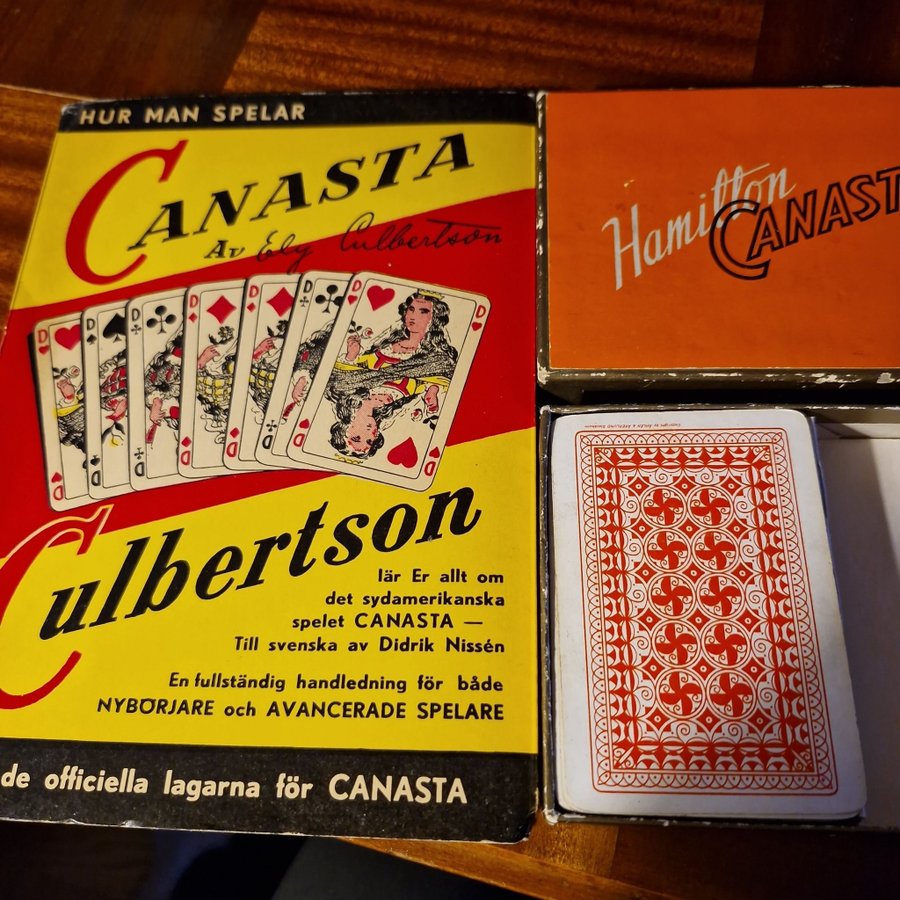 HUR MAN SPELAR
CANASTA
Av Ely Culbertson
D D D D D D D
D
Culbertson
lär Er allt om
det sydamerikanska
spelet CANASTA —
Till svenska av Didrik Nissén
En fullständig handledning för både
NYBÖRJARE och AVANCERADE SPELARE
de officiella lagarna för CANASTA
Hamilton
CANAST